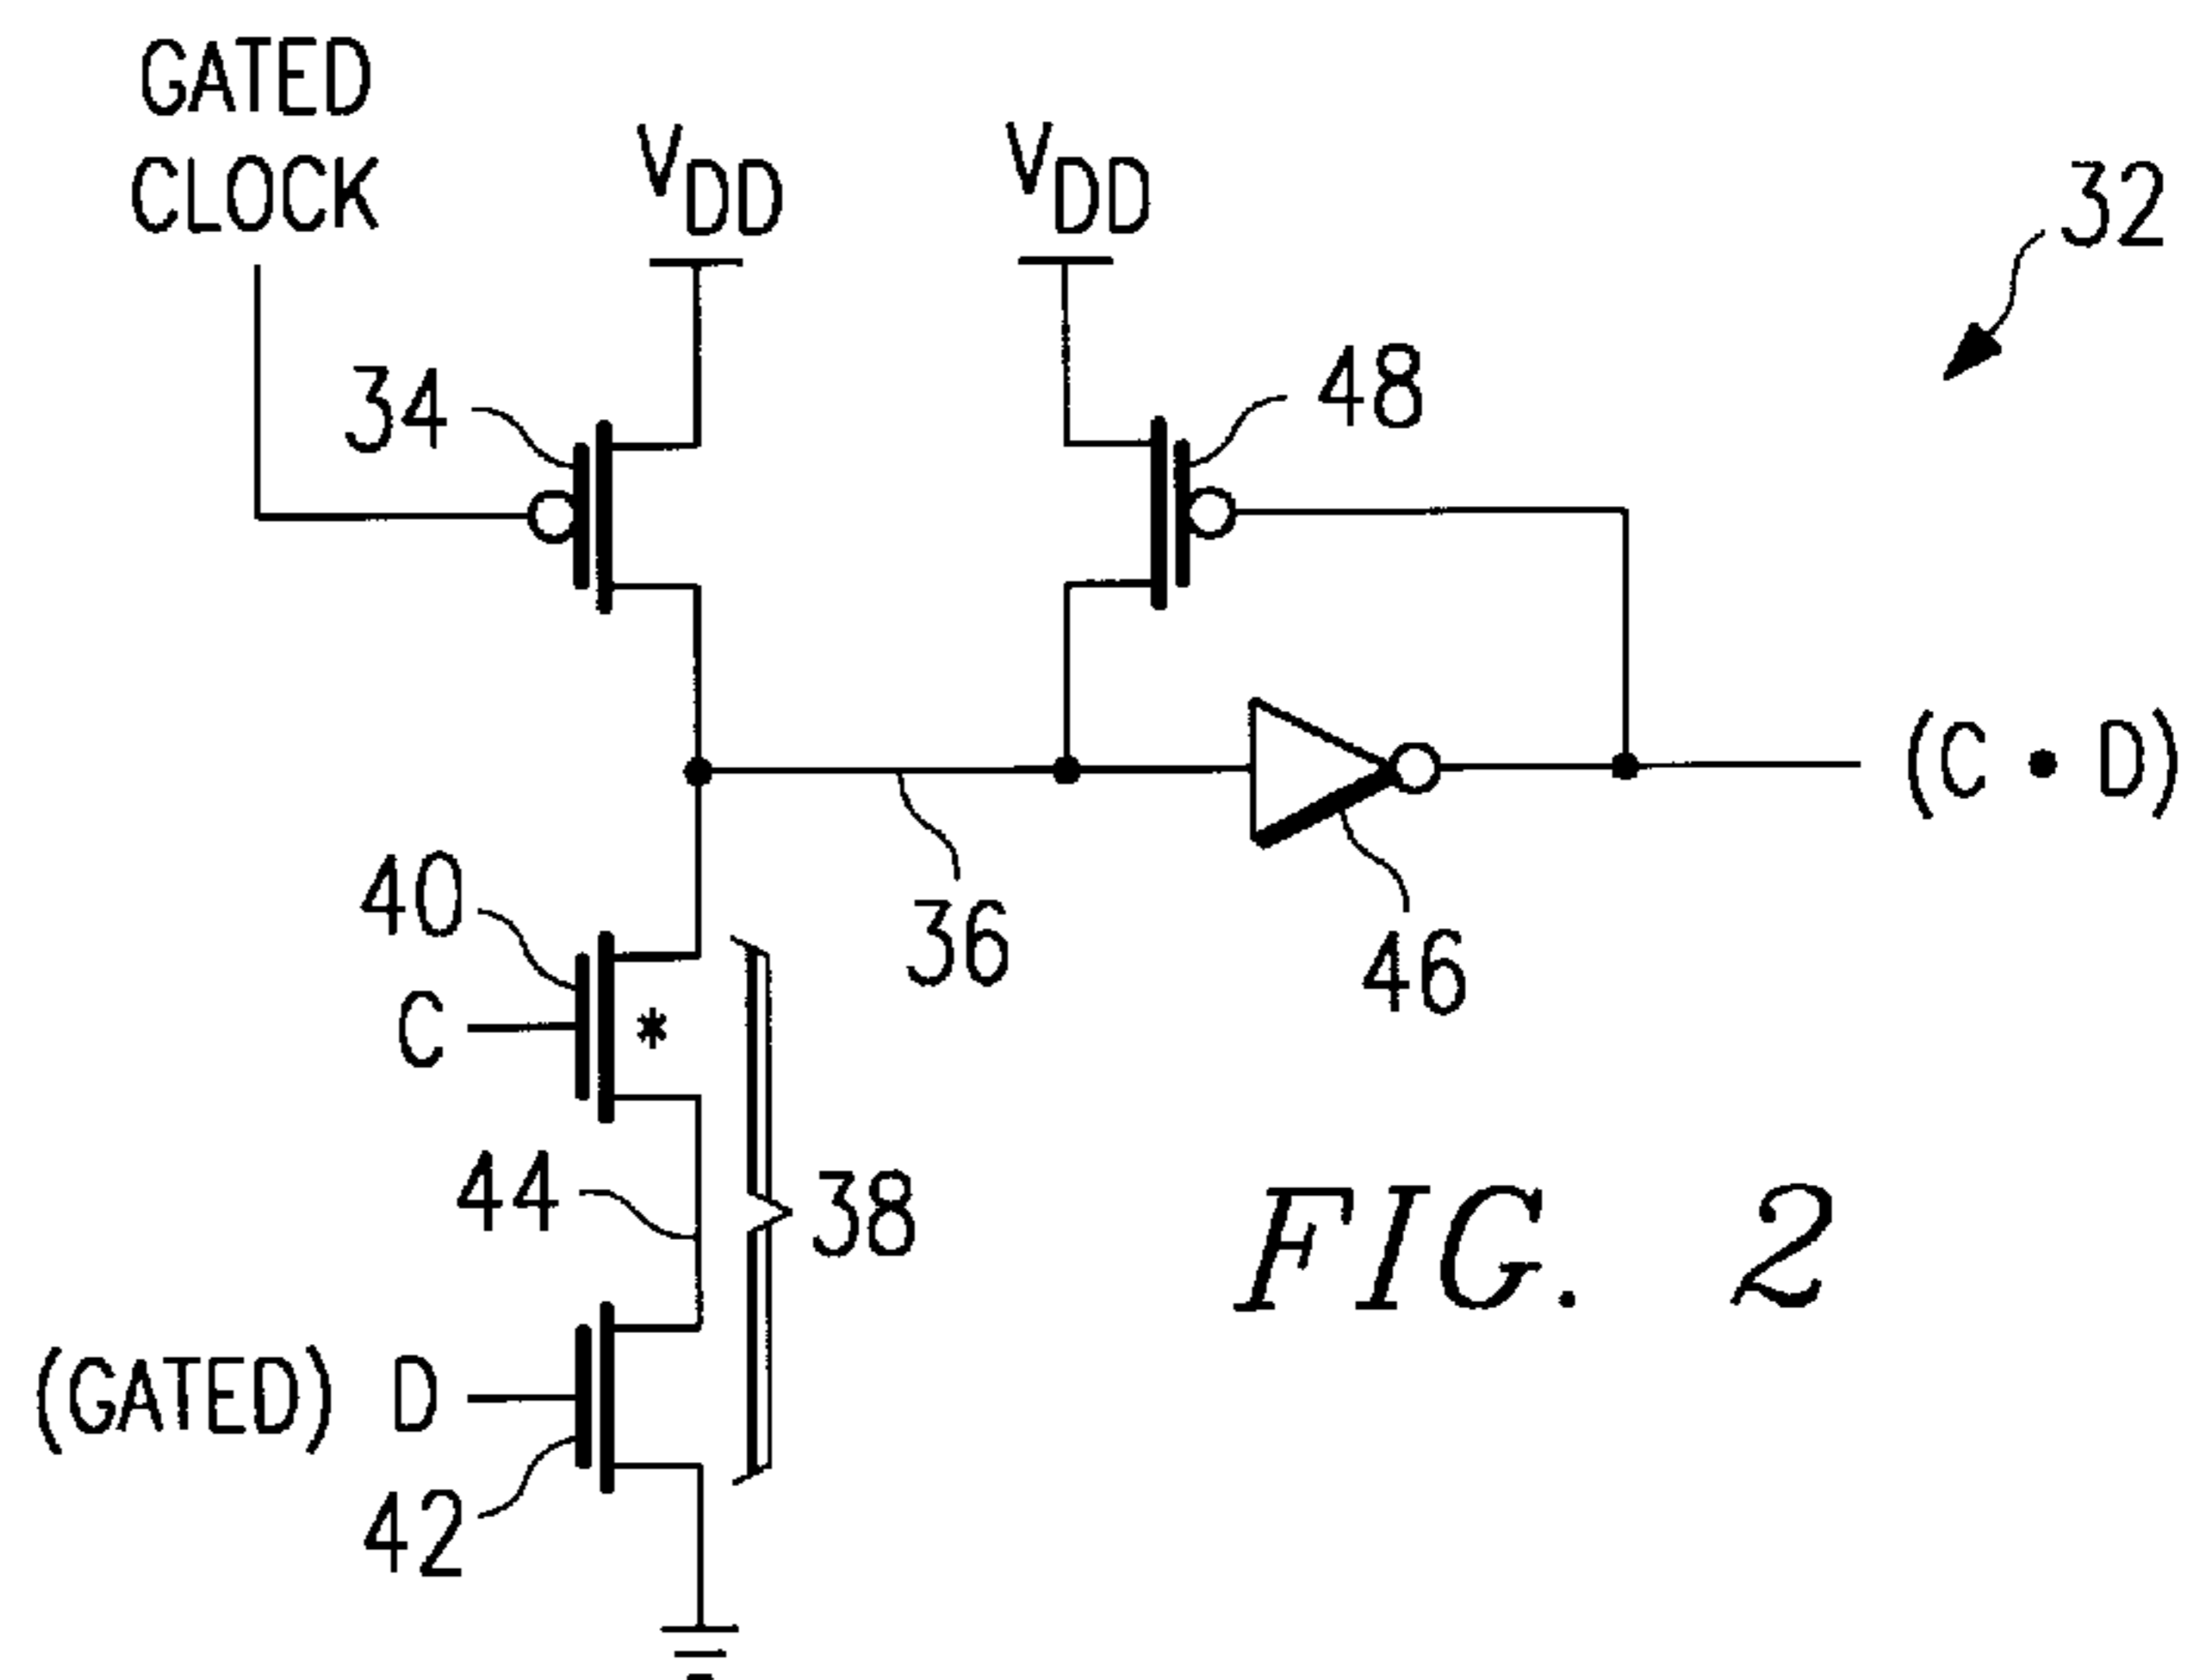 GATED
CLOCK
VDD
VDD
32
34
48
(C • D)
40
36
46
C
*
44
38
FIG. 2
(GATED) D
42